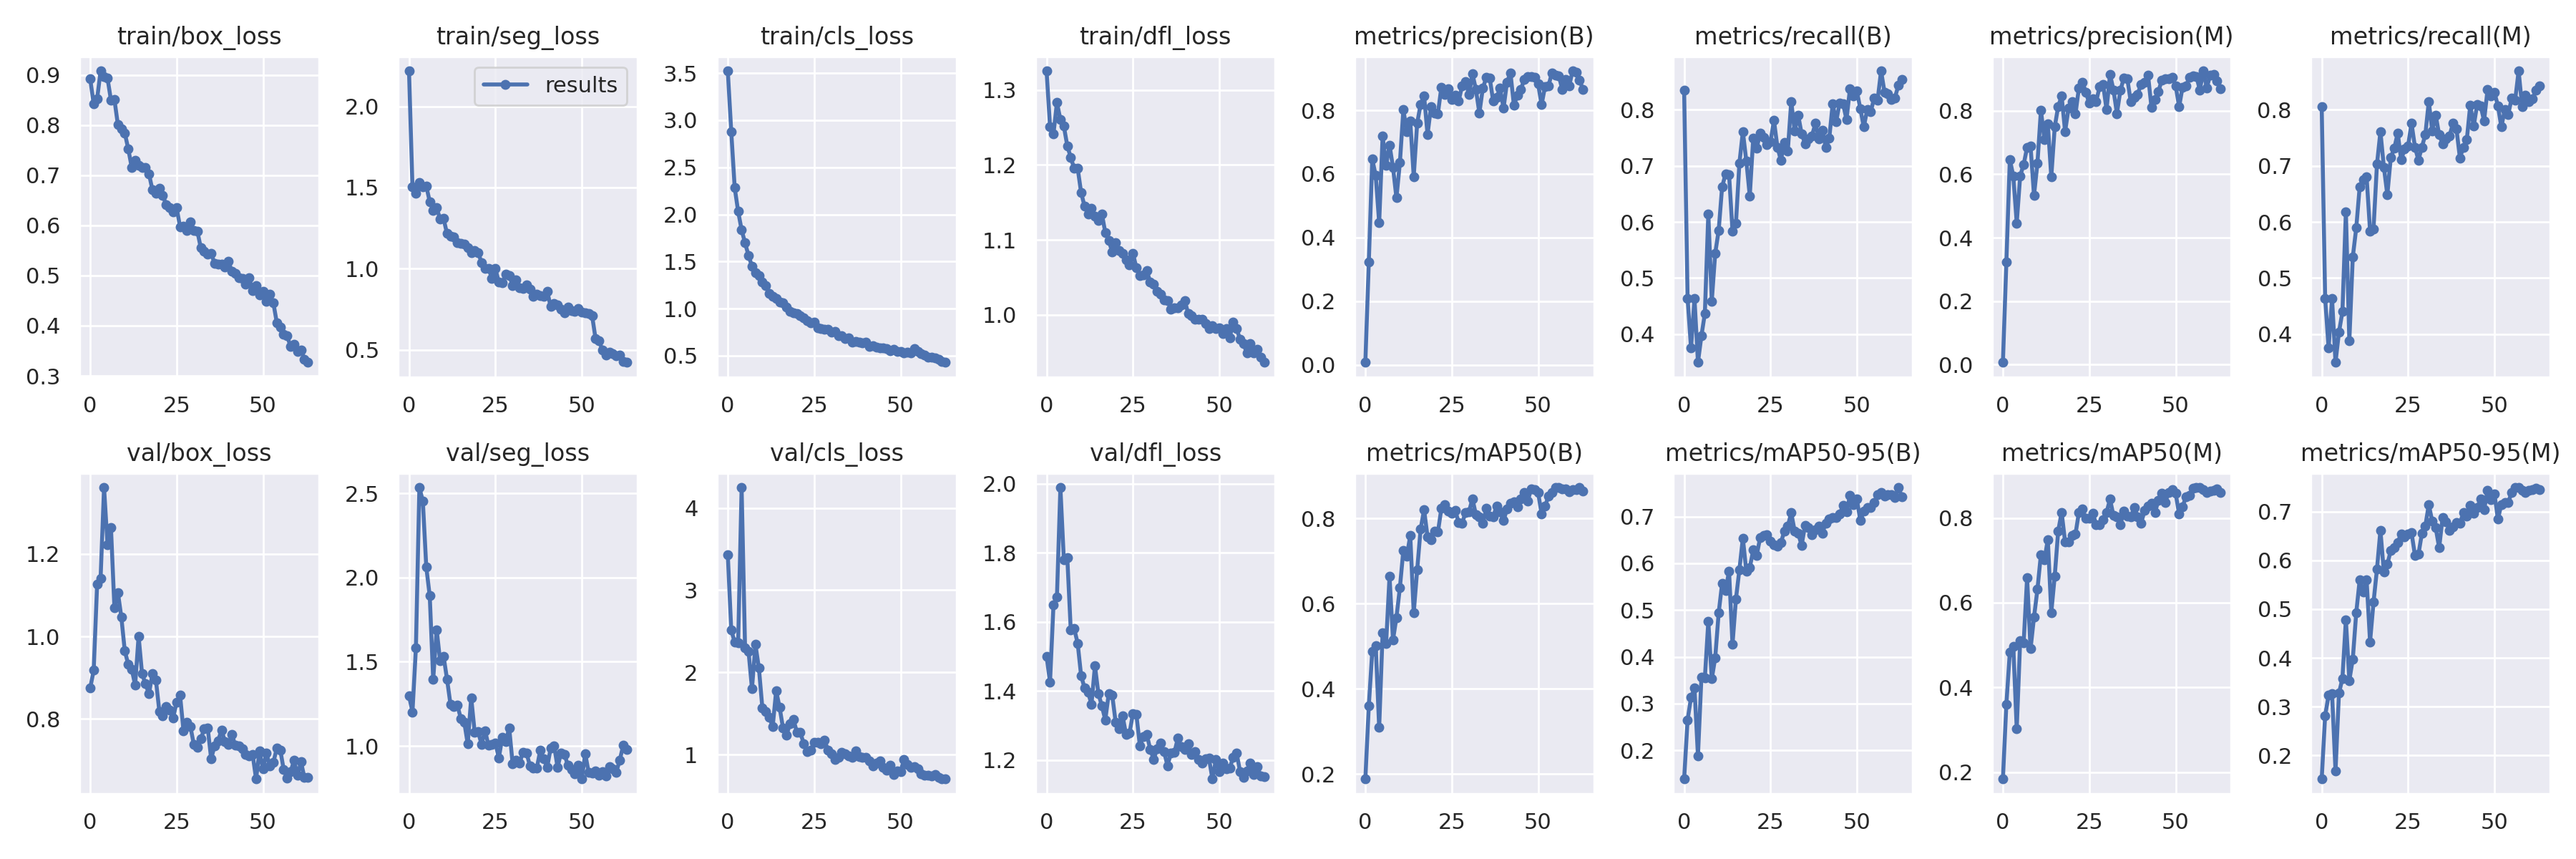 train/box_loss train/seg_loss train/cls_loss train/dfl_loss metrics/precision(B) metrics/recall(B) metrics/precision(M) metrics/recall(M)
0.9 0.8 0.7 0.6 0.5 0.4 0.3
0 25 50
results
2.0 1.5 1.0 0.5
0 25 50
3.5 3.0 2.5 2.0 1.5 1.0 0.5
0 25 50
1.3 1.2 1.1 1.0
0 25 50
0.8 0.6 0.4 0.2 0.0
0 25 50
0.8 0.7 0.6 0.5 0.4
0 25 50
0.8 0.6 0.4 0.2 0.0
0 25 50
0.8 0.7 0.6 0.5 0.4
0 25 50
val/box_loss val/seg_loss val/cls_loss val/dfl_loss metrics/mAP50(B) metrics/mAP50-95(B) metrics/mAP50(M) metrics/mAP50-95(M)
1.2 1.0 0.8
0 25 50
2.5 2.0 1.5 1.0
0 25 50
4 3 2 1
0 25 50
2.0 1.8 1.6 1.4 1.2
0 25 50
0.8 0.6 0.4 0.2
0 25 50
0.7 0.6 0.5 0.4 0.3 0.2
0 25 50
0.8 0.6 0.4 0.2
0 25 50
0.7 0.6 0.5 0.4 0.3 0.2
0 25 50